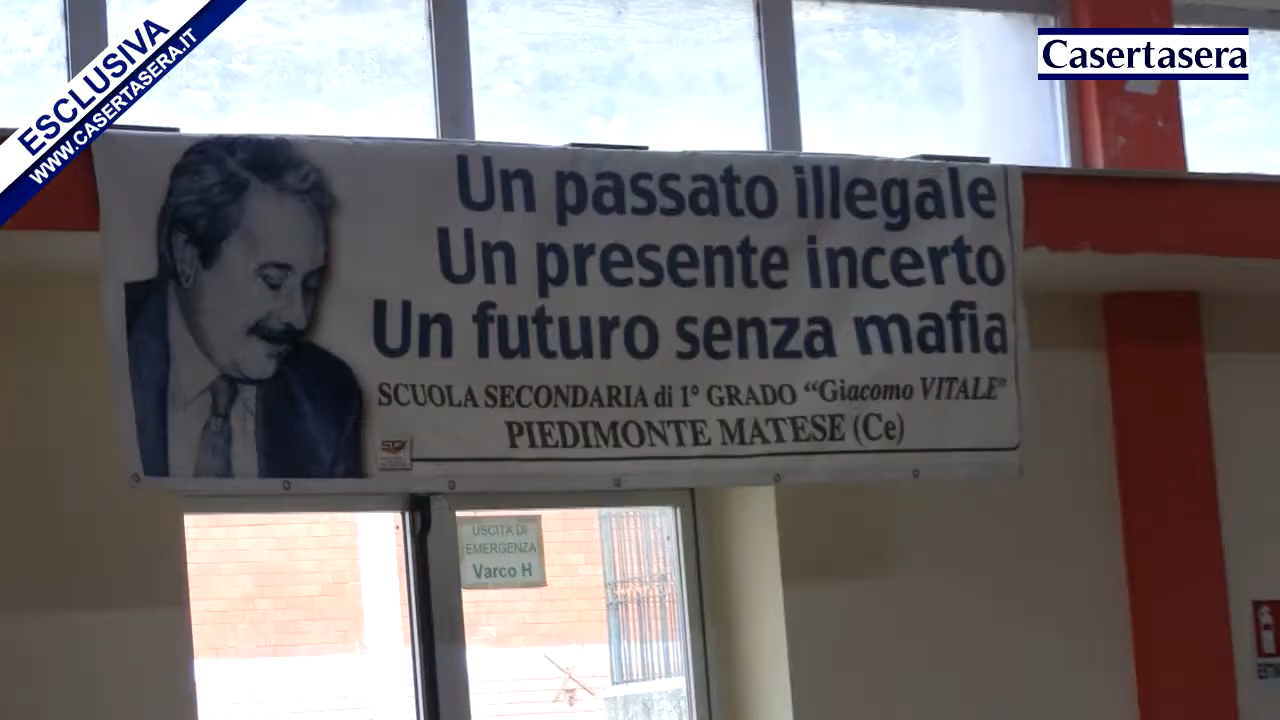 ESCLUSIVA
WWW.CASERTASERA.IT
Casertasera
Un passato illegale
Un presente incerto
Un futuro senza mafia
SCUOLA SECONDARIA di 1° GRADO “Giacomo VITALE”
PIEDIMONTE MATESE (Ce)
USCITA DI
EMERGENZA
Varco H